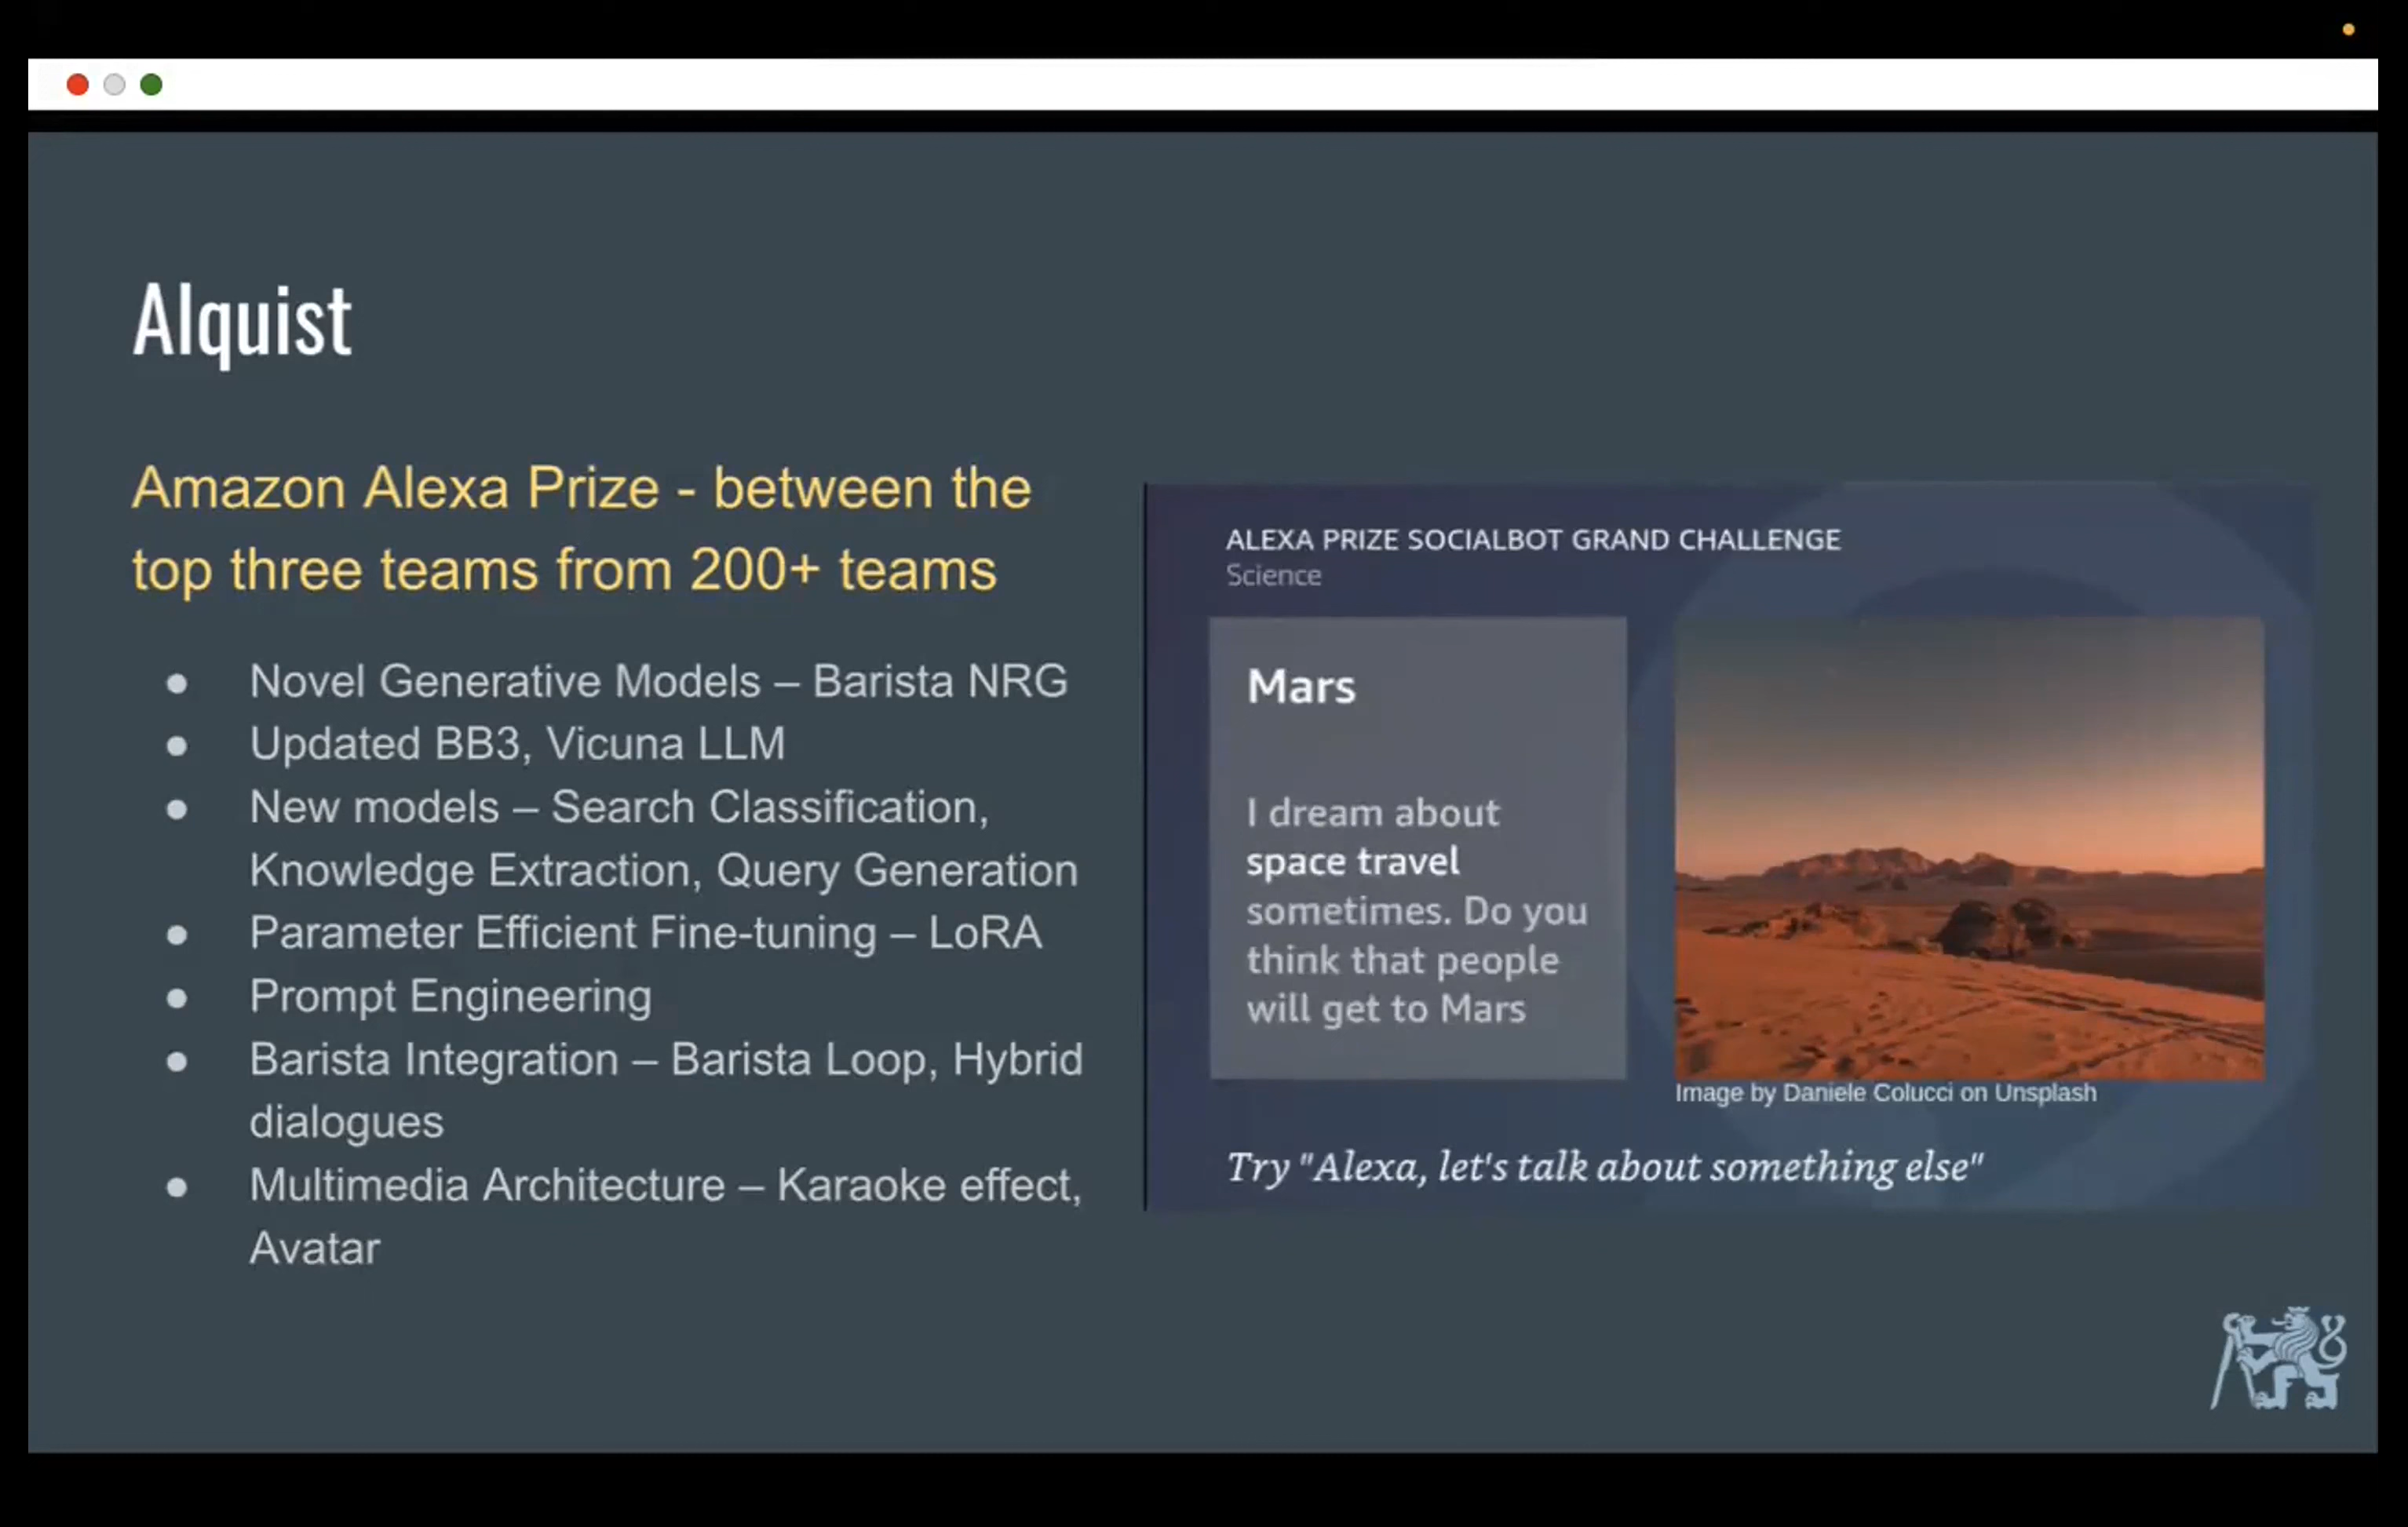 Alquist
Amazon Alexa Prize - between the
top three teams from 200+ teams
● Novel Generative Models – Barista NRG
● Updated BB3, Vicuna LLM
● New models – Search Classification,
Knowledge Extraction, Query Generation
● Parameter Efficient Fine-tuning – LoRA
● Prompt Engineering
● Barista Integration – Barista Loop, Hybrid
dialogues
● Multimedia Architecture – Karaoke effect,
Avatar
ALEXA PRIZE SOCIALBOT GRAND CHALLENGE
Science
Mars
I dream about
space travel
sometimes. Do you
think that people
will get to Mars
Image by Daniele Colucci on Unsplash
Try "Alexa, let's talk about something else"